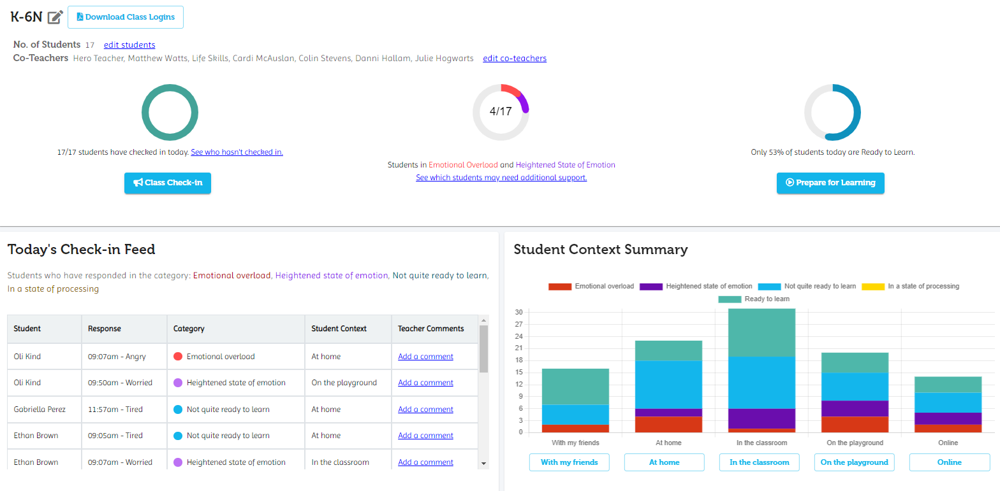 K-6N Download Class Logins
No. of Students 17 edit students
Co-Teachers Hero Teacher, Matthew Watts, Life Skills, Cardi McAuslan, Colin Stevens, Danni Hallam, Julie Hogwarts edit co-teachers
17/17 students have checked in today. See who hasn't checked in.
Class Check-in
4/17
Students in Emotional Overload and Heightened State of Emotion
See which students may need additional support.
Only 53% of students today are Ready to Learn.
Prepare for Learning
Today's Check-in Feed
Students who have responded in the category: Emotional overload, Heightened state of emotion, Not quite ready to learn,
In a state of processing
Student Response Category Student Context Teacher Comments
Oli Kind 09:07am - Angry Emotional overload At home Add a comment
Oli Kind 09:50am - Worried Heightened state of emotion On the playground Add a comment
Gabriella Perez 11:57am - Tired Not quite ready to learn At home Add a comment
Ethan Brown 09:05am - Tired Not quite ready to learn At home Add a comment
Ethan Brown 09:07am - Worried Heightened state of emotion In the classroom Add a comment
Student Context Summary
Emotional overload Heightened state of emotion Not quite ready to learn In a state of processing
Ready to learn
30
27
24
21
18
15
12
9
6
3
0
With my friends At home In the classroom On the playground Online
With my friends At home In the classroom On the playground Online